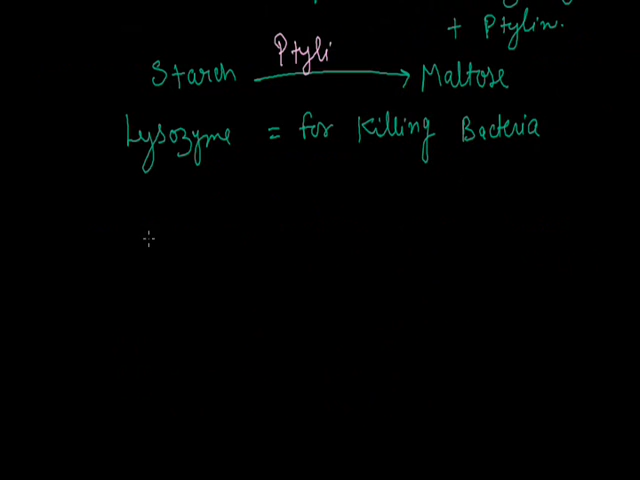 + Ptylin.
Ptyli
Starch → Maltose
Lysozyme = for Killing Bacteria